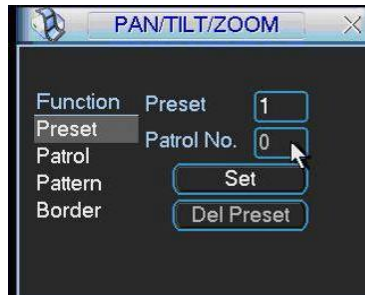 PAN/TILT/ZOOM
Function Preset 1
Preset Patrol No. 0
Patrol Set
Pattern Del Preset
Border